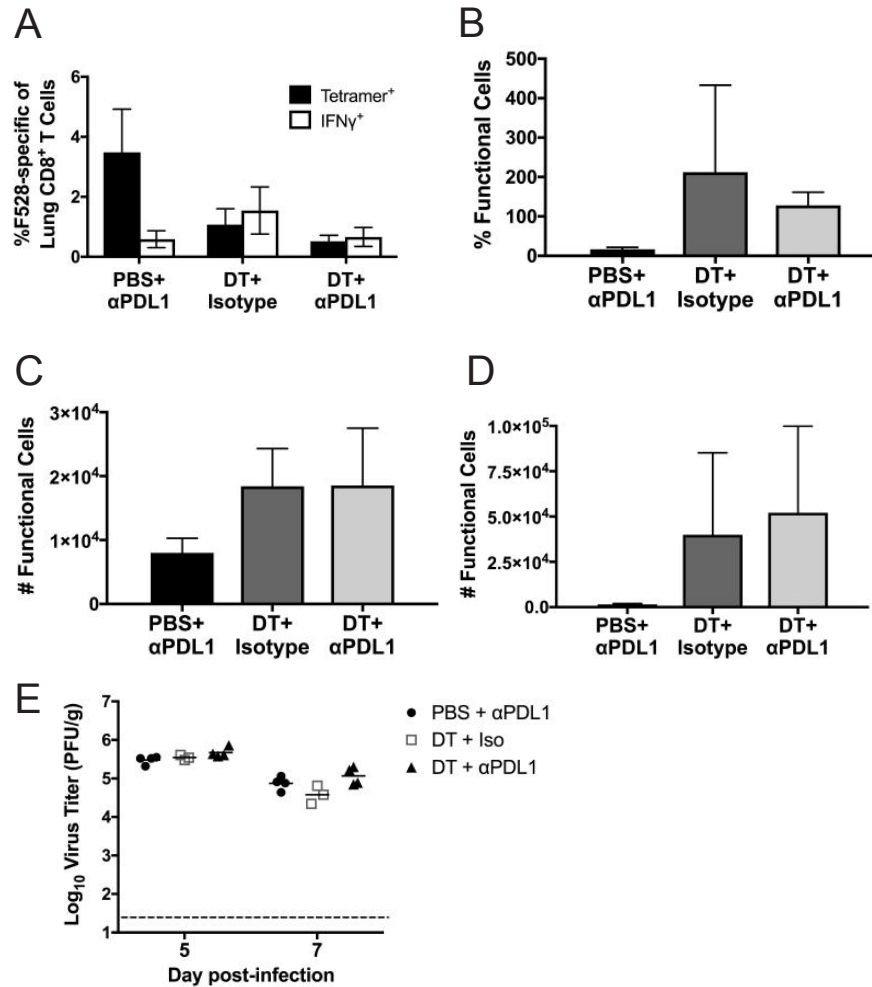 A
%F528-specific of
Lung CD8⁺ T Cells
6
4
2
0
Tetramer⁺
IFNγ⁺
PBS+
αPDL1
DT+
Isotype
DT+
αPDL1
B
% Functional Cells
500
400
300
200
100
0
PBS+
αPDL1
DT+
Isotype
DT+
αPDL1
C
# Functional Cells
3×10⁴
2×10⁴
1×10⁴
0
PBS+
αPDL1
DT+
Isotype
DT+
αPDL1
D
# Functional Cells
1.0×10⁵
7.5×10⁴
5.0×10⁴
2.5×10⁴
0.0
PBS+
αPDL1
DT+
Isotype
DT+
αPDL1
E
Log₁₀ Virus Titer (PFU/g)
7
6
5
4
3
2
1
5
7
Day post-infection
PBS + αPDL1
DT + Iso
DT + αPDL1